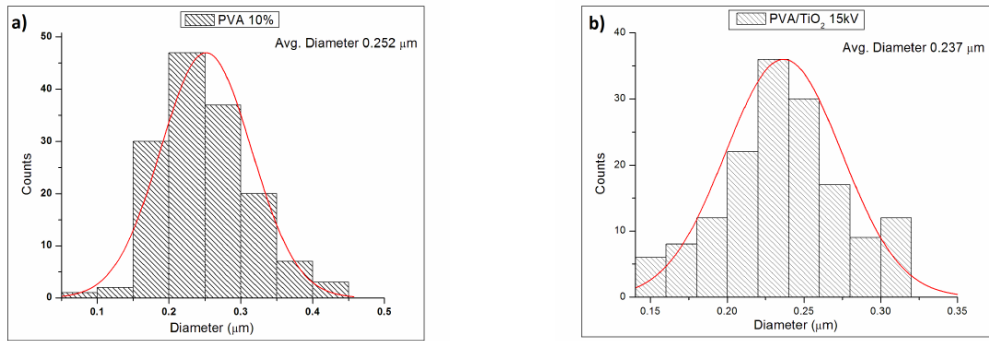 a)
PVA 10%
Avg. Diameter 0.252 μm
Counts
50
40
30
20
10
0
0.1 0.2 0.3 0.4 0.5
Diameter (μm)
b)
PVA/TiO₂ 15kV
Avg. Diameter 0.237 μm
Counts
40
30
20
10
0
0.15 0.20 0.25 0.30 0.35
Diameter (μm)